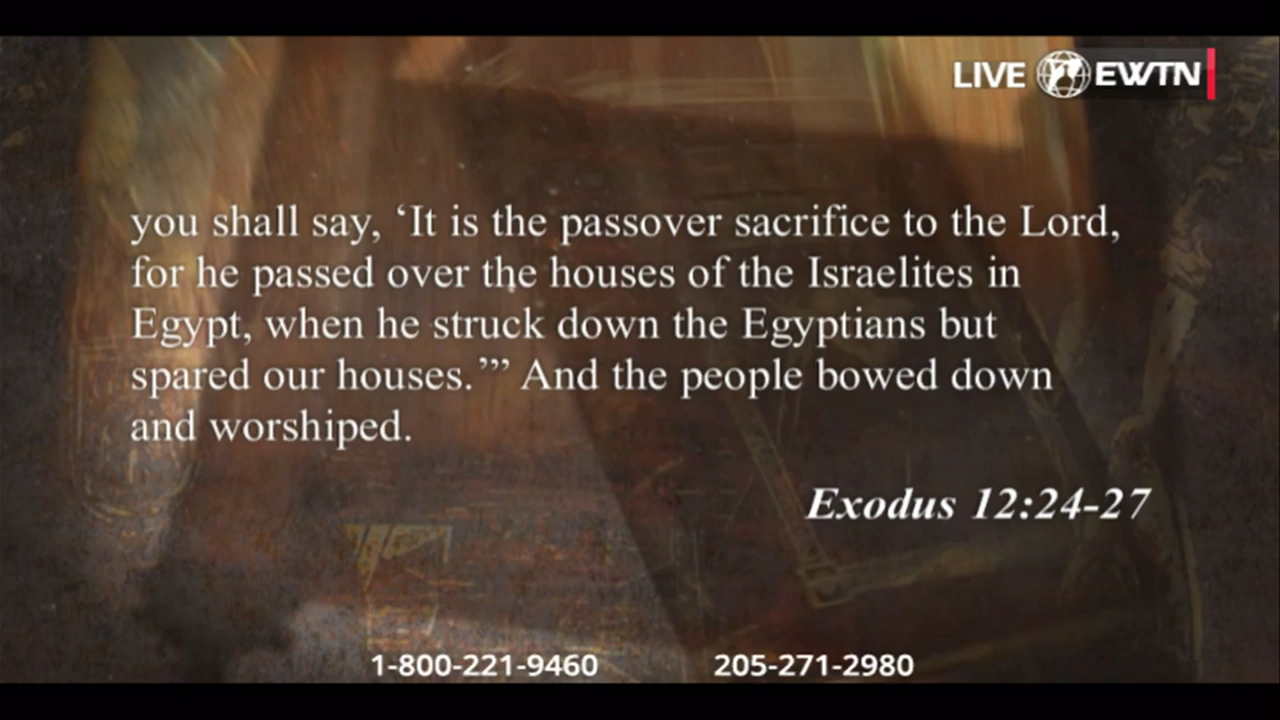 LIVE EWTN
you shall say, ‘It is the passover sacrifice to the Lord,
for he passed over the houses of the Israelites in
Egypt, when he struck down the Egyptians but
spared our houses.’” And the people bowed down
and worshiped.
Exodus 12:24-27
1-800-221-9460 205-271-2980